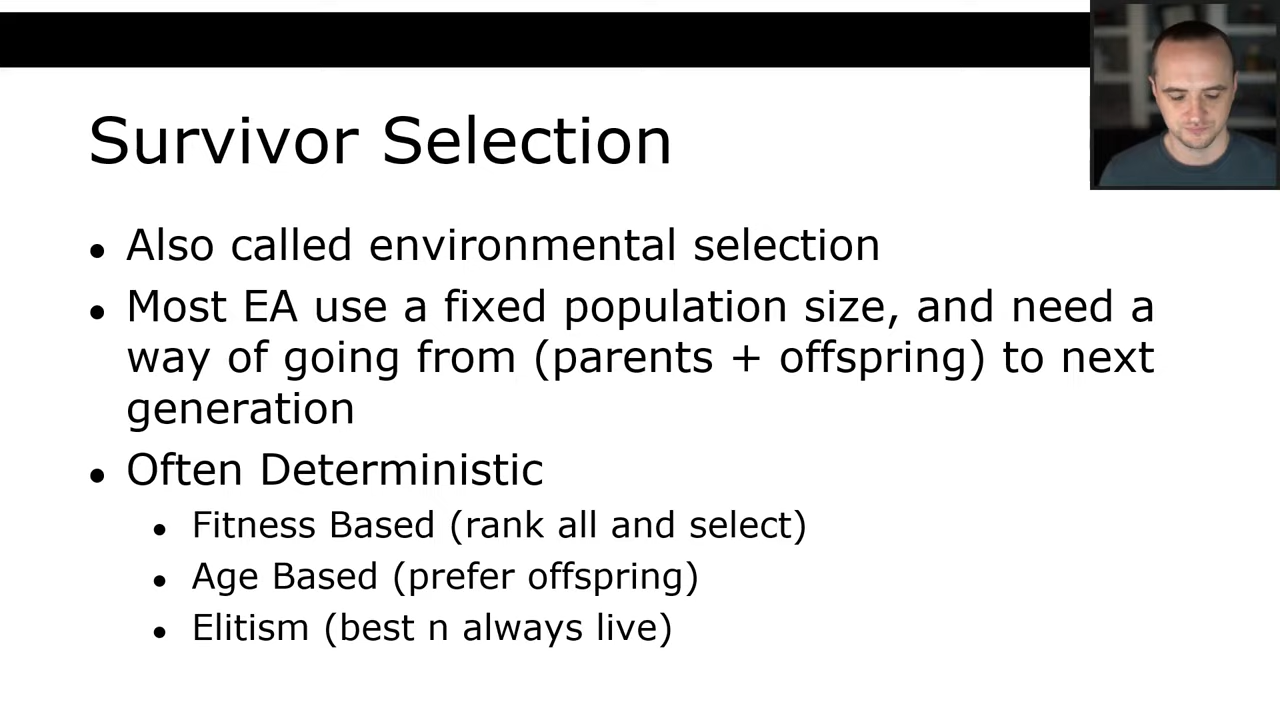 Survivor Selection
• Also called environmental selection
• Most EA use a fixed population size, and need a
way of going from (parents + offspring) to next
generation
• Often Deterministic
• Fitness Based (rank all and select)
• Age Based (prefer offspring)
• Elitism (best n always live)